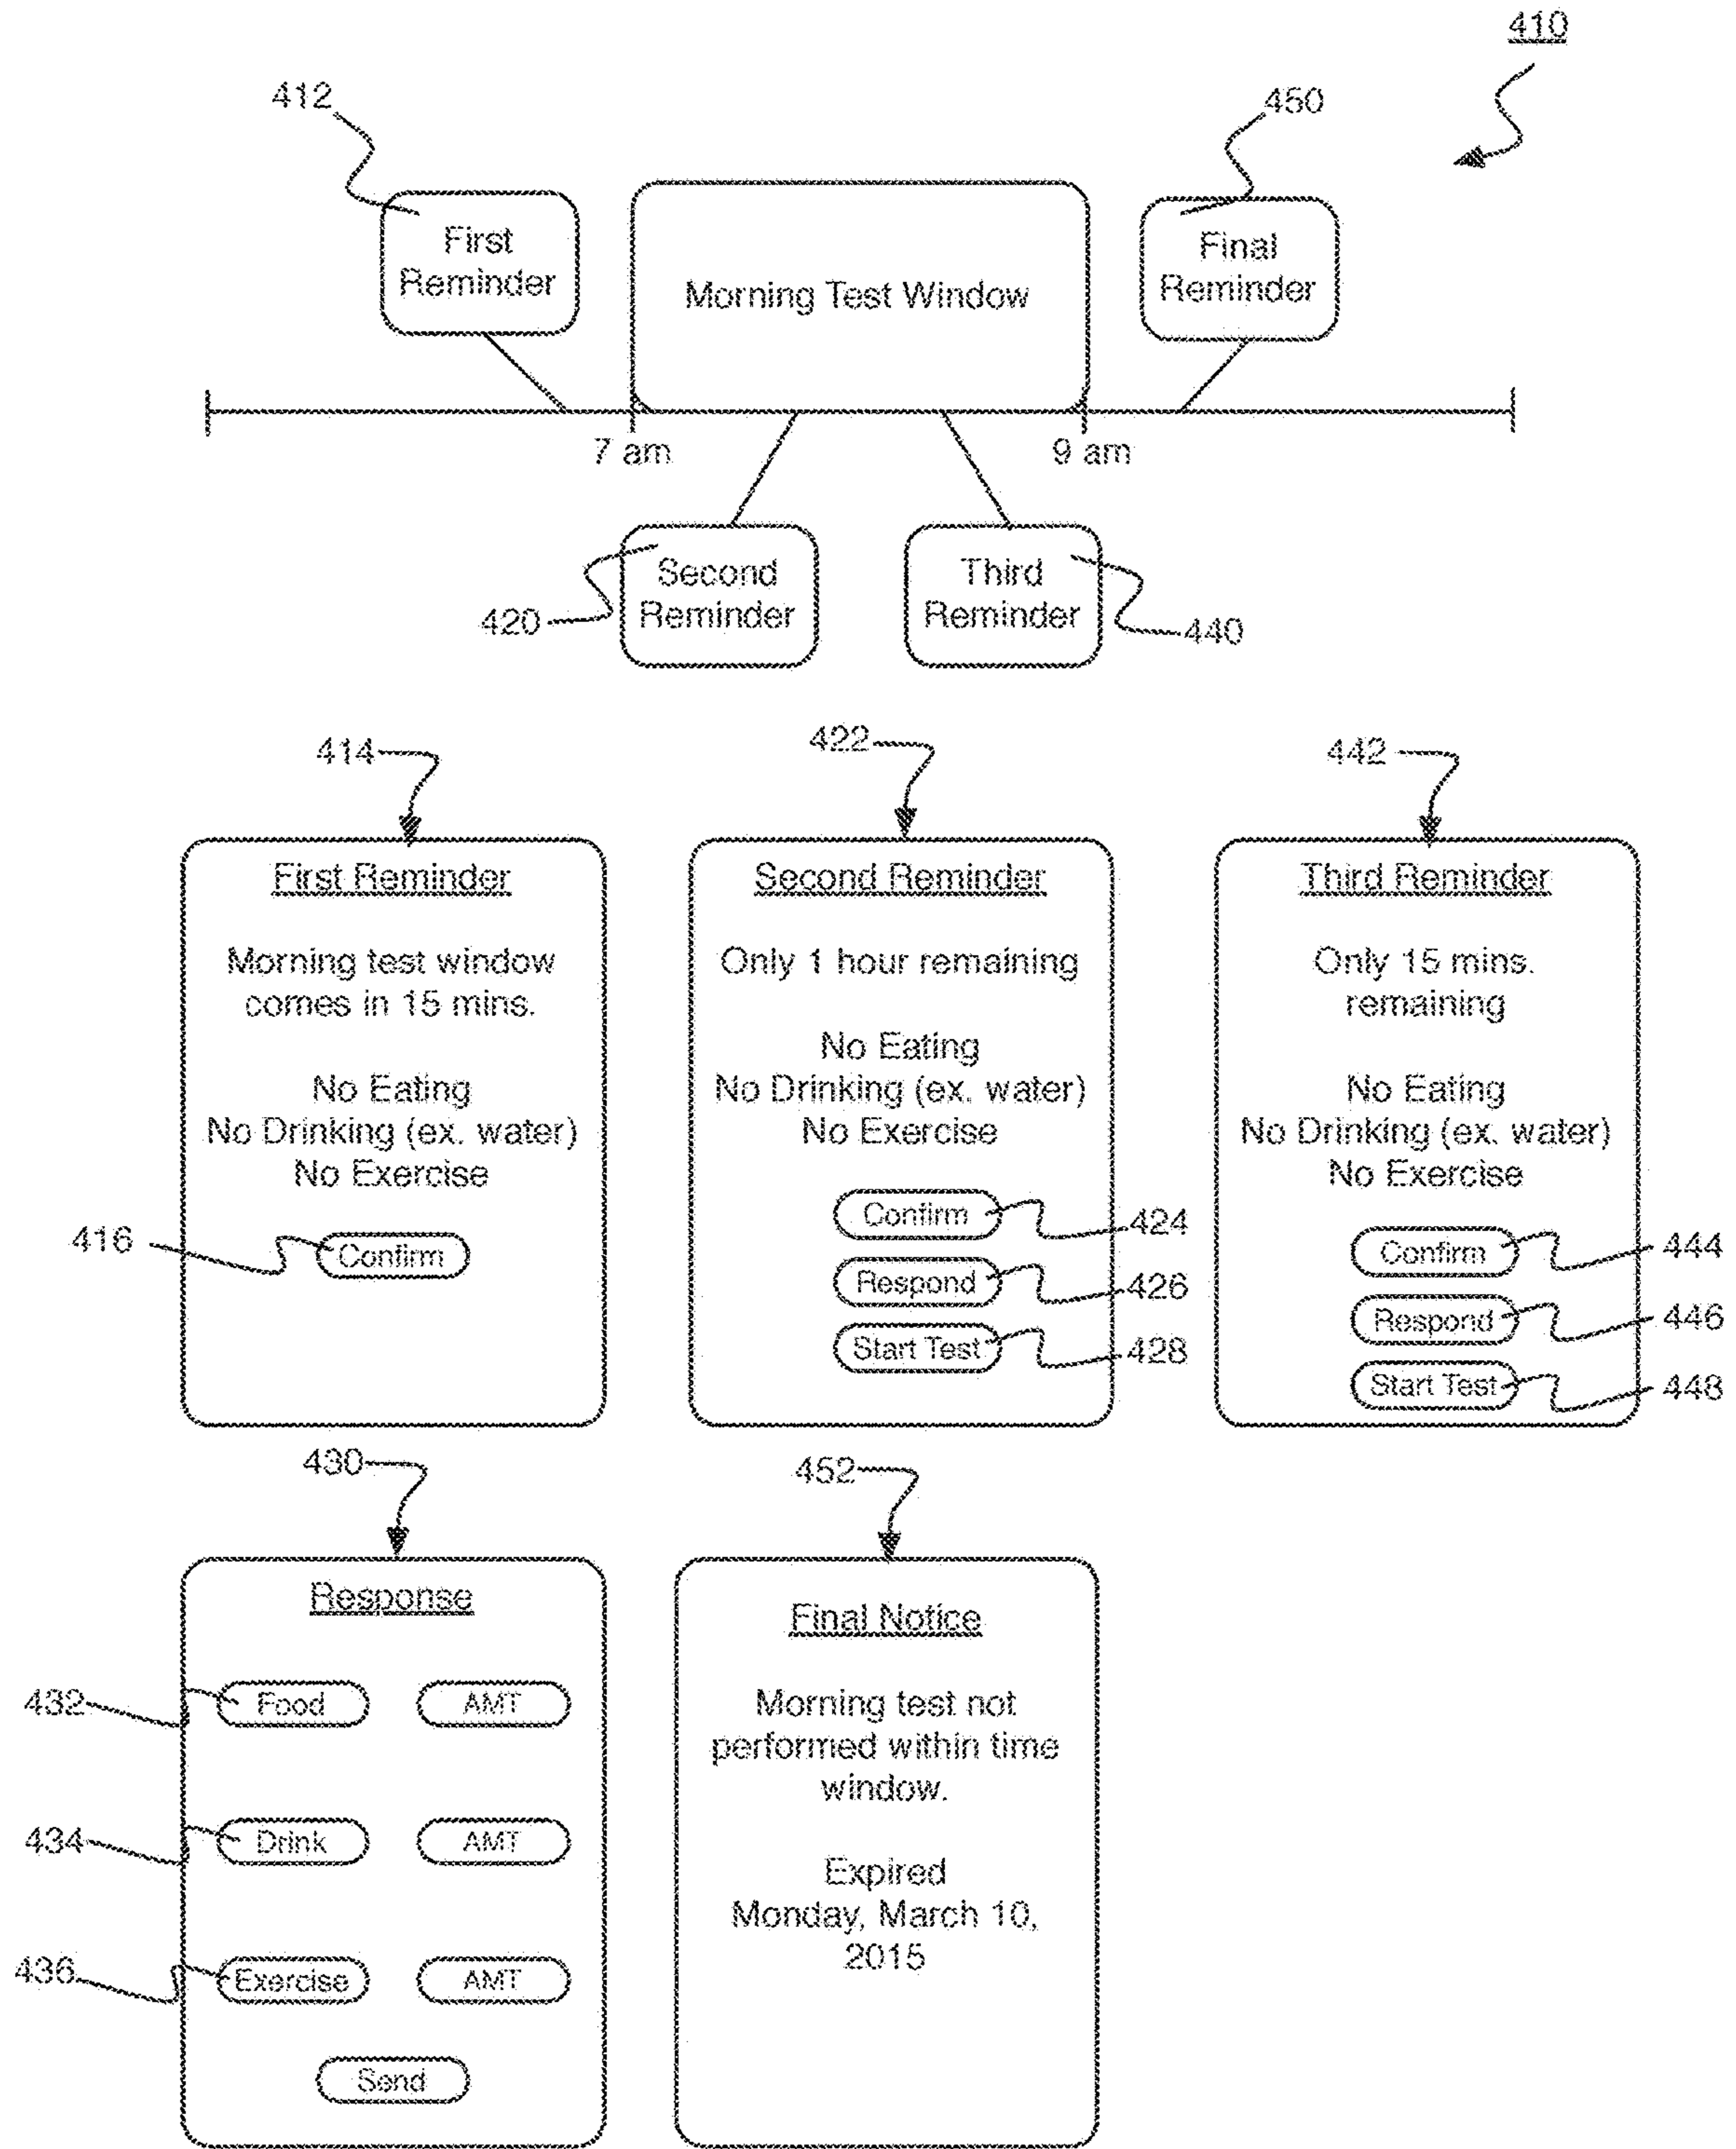 410
412
450
First
Reminder
Morning Test Window
Final
Reminder
7 am
9 am
Second
Reminder
Third
Reminder
420
440
414
422
442
First Reminder
Morning test window
comes in 15 mins.
No Eating
No Drinking (ex. water)
No Exercise
416
Confirm
Second Reminder
Only 1 hour remaining
No Eating
No Drinking (ex. water)
No Exercise
Confirm
424
Respond
426
Start Test
428
Third Reminder
Only 15 mins.
remaining
No Eating
No Drinking (ex. water)
No Exercise
Confirm
444
Respond
446
Start Test
448
430
452
Response
432
Food
AMT
434
Drink
AMT
436
Exercise
AMT
Send
Final Notice
Morning test not
performed within time
window.
Expired
Monday, March 10,
2015